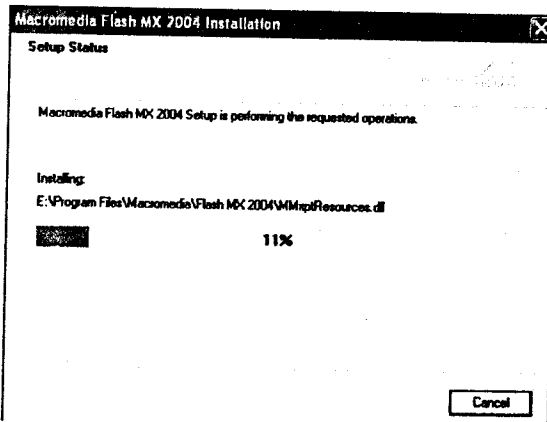 Macromedia Flash MX 2004 Installation
Setup Status
Macromedia Flash MX 2004 Setup is performing the requested operations.
Installing:
E:\Program Files\Macromedia\Flash MX 2004\MMxptResources.dll
11%
Cancel